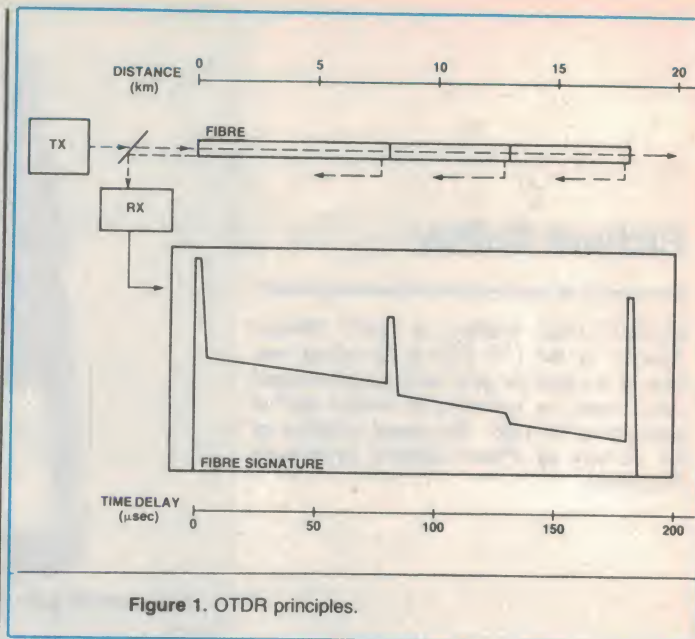 DISTANCE
(km)
0 5 10 15 20
FIBRE
TX
RX
FIBRE SIGNATURE
TIME DELAY
(µsec)
0 50 100 150 200
Figure 1. OTDR principles.